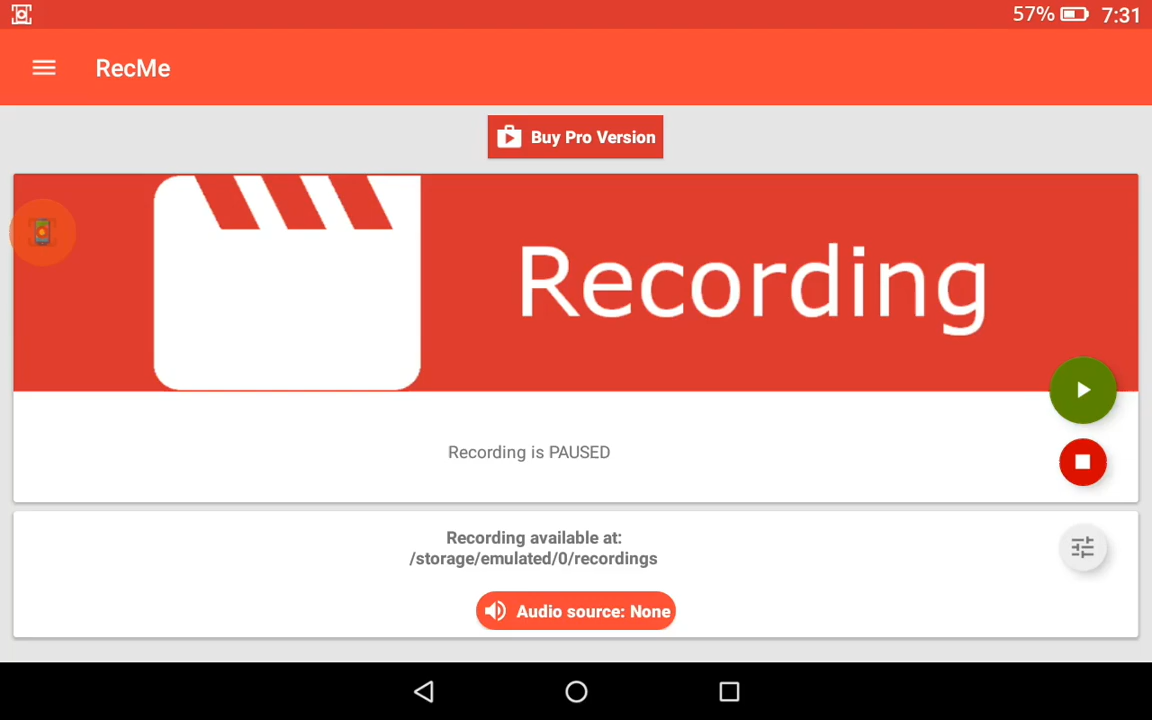 57% 7:31
RecMe
Buy Pro Version
Recording
Recording is PAUSED
Recording available at:
/storage/emulated/0/recordings
Audio source: None